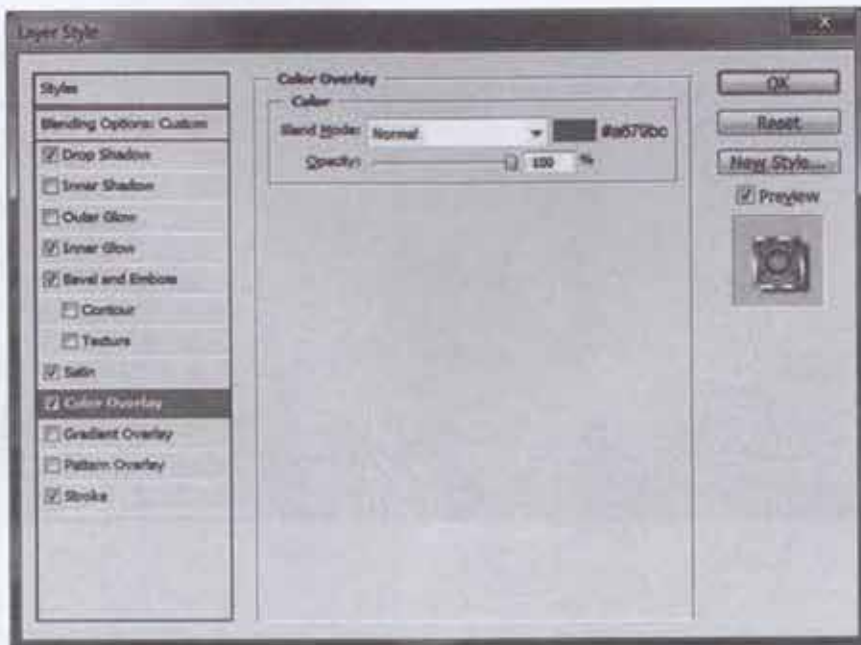 Layer Style
Styles
Blending Options: Custom
Drop Shadow
Inner Shadow
Outer Glow
Inner Glow
Bevel and Emboss
Contour
Texture
Satin
Color Overlay
Gradient Overlay
Pattern Overlay
Stroke
Color Overlay
Color
Blend Mode: Normal #a679bc
Opacity: 100 %
OK
Reset
New Style...
Preview